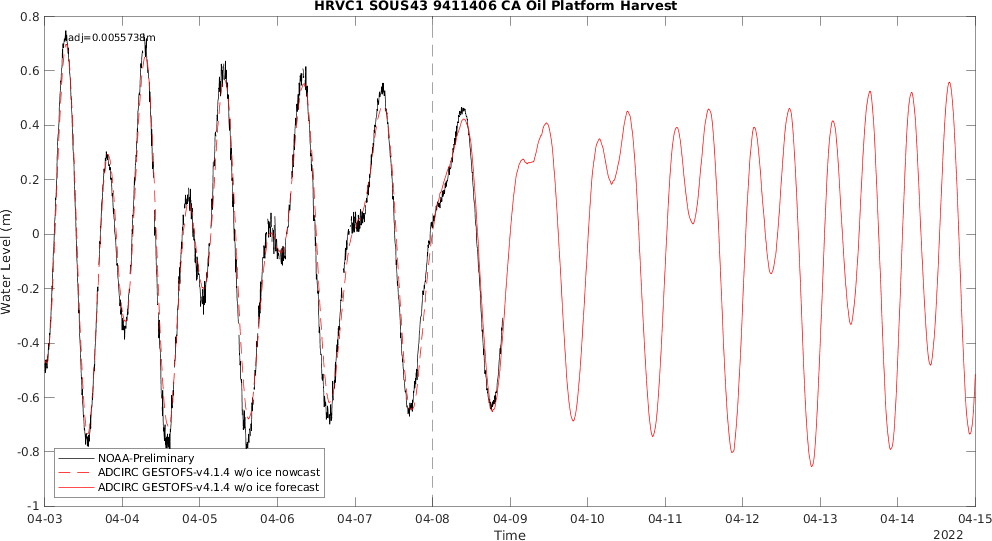 HRVC1 SOUS43 9411406 CA Oil Platform Harvest
adj=0.0055738m
Water Level (m)
0.8
0.6
0.4
0.2
0
-0.2
-0.4
-0.6
-0.8
-1
NOAA-Preliminary
ADCIRC GESTOFS-v4.1.4 w/o ice nowcast
ADCIRC GESTOFS-v4.1.4 w/o ice forecast
04-03 04-04 04-05 04-06 04-07 04-08 04-09 04-10 04-11 04-12 04-13 04-14 04-15
Time
2022